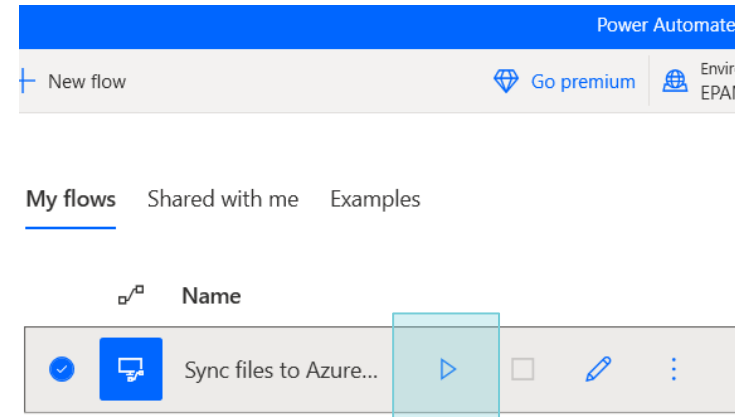 Power Automate
New flow
Go premium
My flows
Shared with me
Examples
Name
Sync files to Azure...